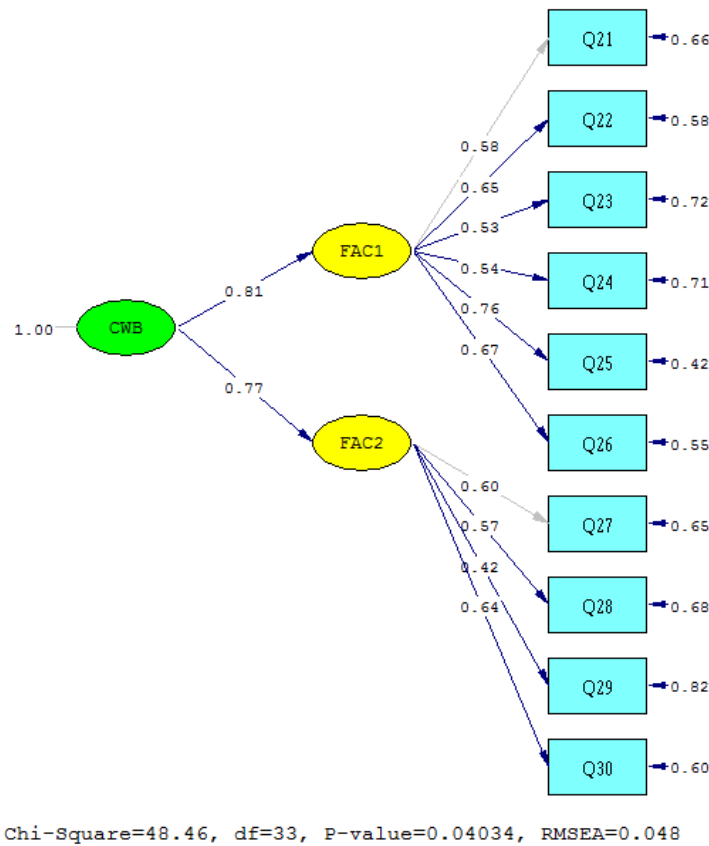 Q21
0.66
Q22
0.58
0.58
0.65
Q23
0.72
0.53
FAC1
0.54
Q24
0.71
0.81
0.76
1.00
CWB
0.67
Q25
0.42
0.77
FAC2
Q26
0.55
0.60
Q27
0.65
0.57
0.42
Q28
0.68
0.64
Q29
0.82
Q30
0.60
Chi-Square=48.46, df=33, P-value=0.04034, RMSEA=0.048